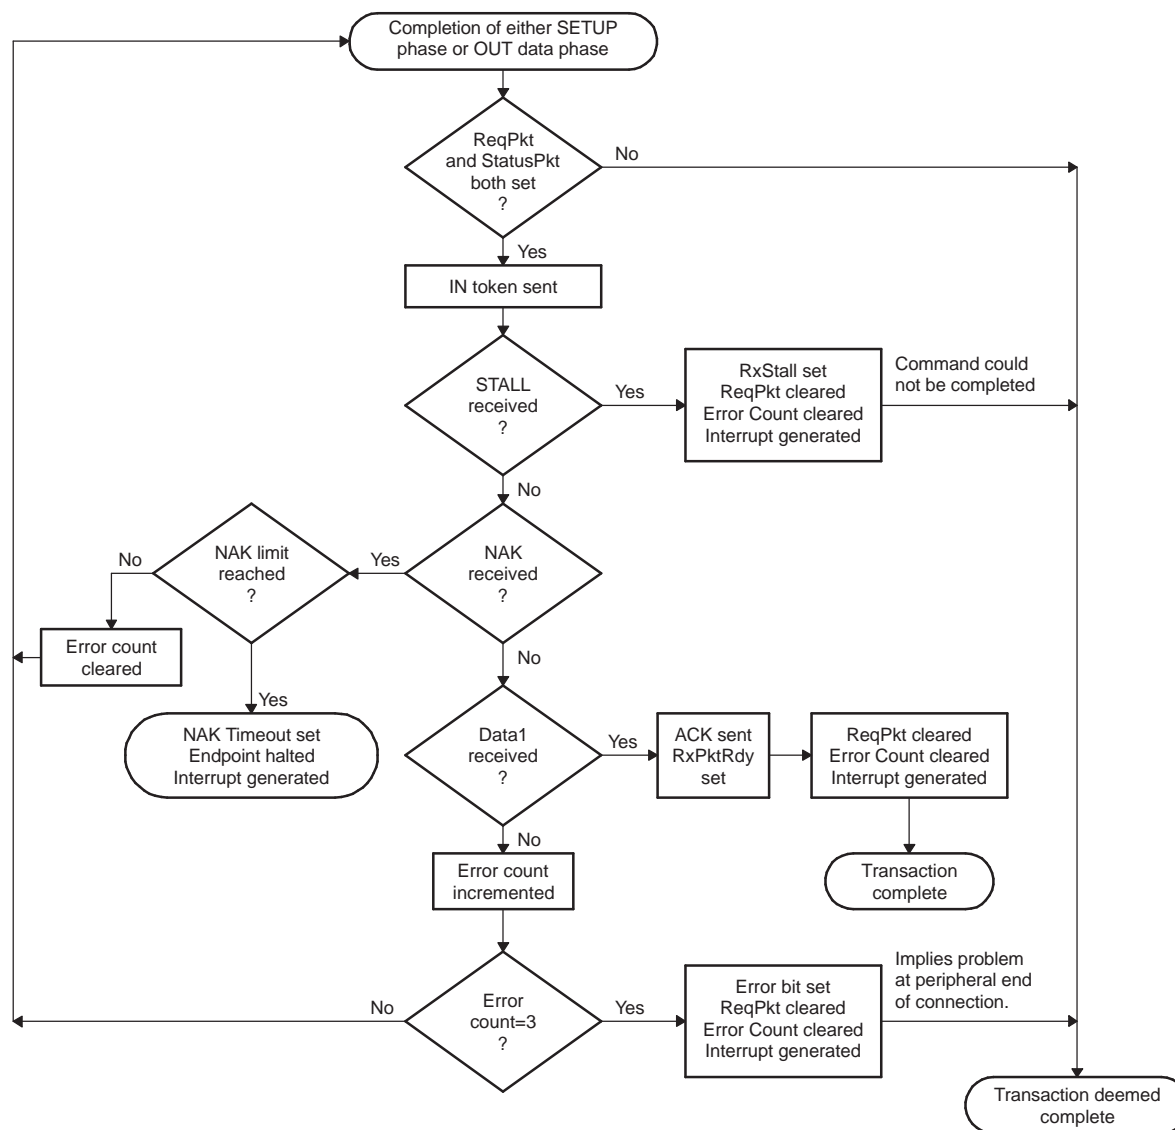 Completion of either SETUP
phase or OUT data phase
ReqPkt
and StatusPkt
both set
?
No
Yes
IN token sent
STALL
received
?
Yes
RxStall set
ReqPkt cleared
Error Count cleared
Interrupt generated
Command could
not be completed
No
NAK
received
?
Yes
NAK limit
reached
?
No
Error count
cleared
Yes
NAK Timeout set
Endpoint halted
Interrupt generated
No
Data1
received
?
Yes
ACK sent
RxPktRdy
set
ReqPkt cleared
Error Count cleared
Interrupt generated
Transaction
complete
No
Error count
incremented
Error
count=3
?
No
Yes
Error bit set
ReqPkt cleared
Error Count cleared
Interrupt generated
Implies problem
at peripheral end
of connection.
Transaction deemed
complete